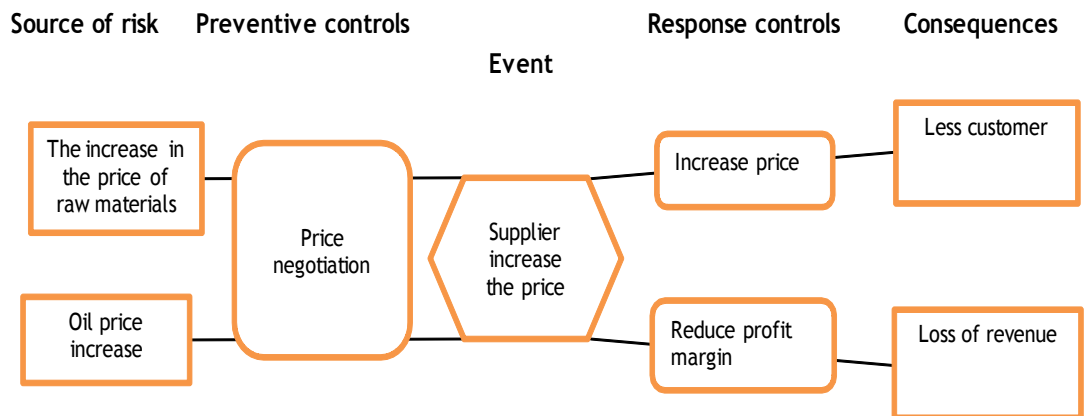 Source of risk
Preventive controls
Event
Response controls
Consequences
The increase in
the price of
raw materials
Oil price
increase
Price
negotiation
Supplier
increase
the price
Increase price
Reduce profit
margin
Less customer
Loss of revenue